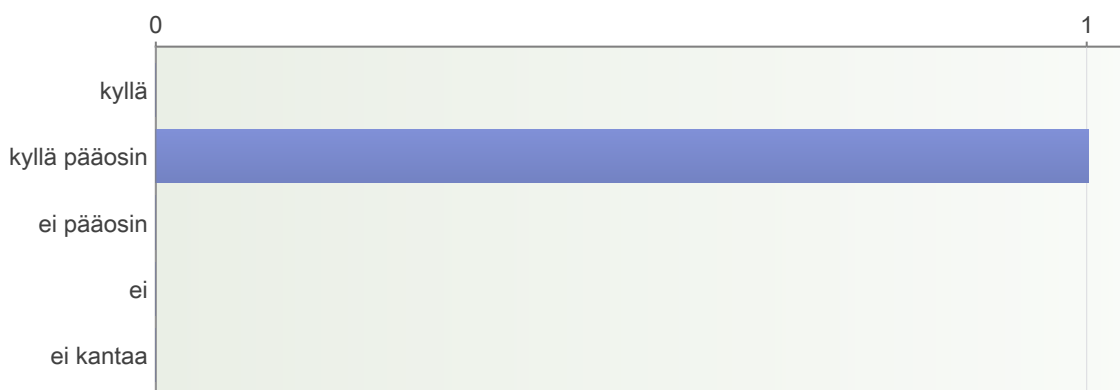 0 1
kyllä
kyllä pääosin
ei pääosin
ei
ei kantaa